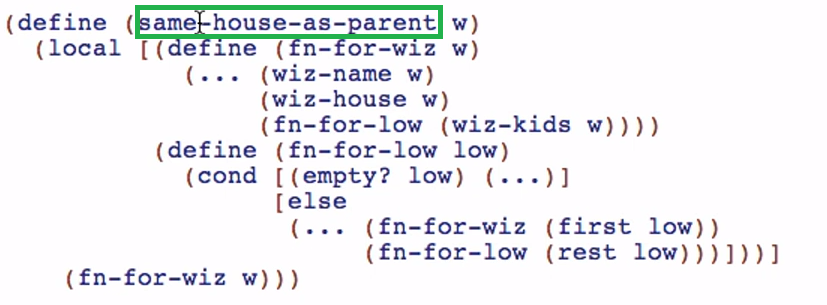 (define (same-house-as-parent w)
  (local [(define (fn-for-wiz w)
            (... (wiz-name w)
                 (wiz-house w)
                 (fn-for-low (wiz-kids w))))
          (define (fn-for-low low)
            (cond [(empty? low) (...)]
                  [else
                   (... (fn-for-wiz (first low))
                        (fn-for-low (rest low)))]))]
    (fn-for-wiz w)))